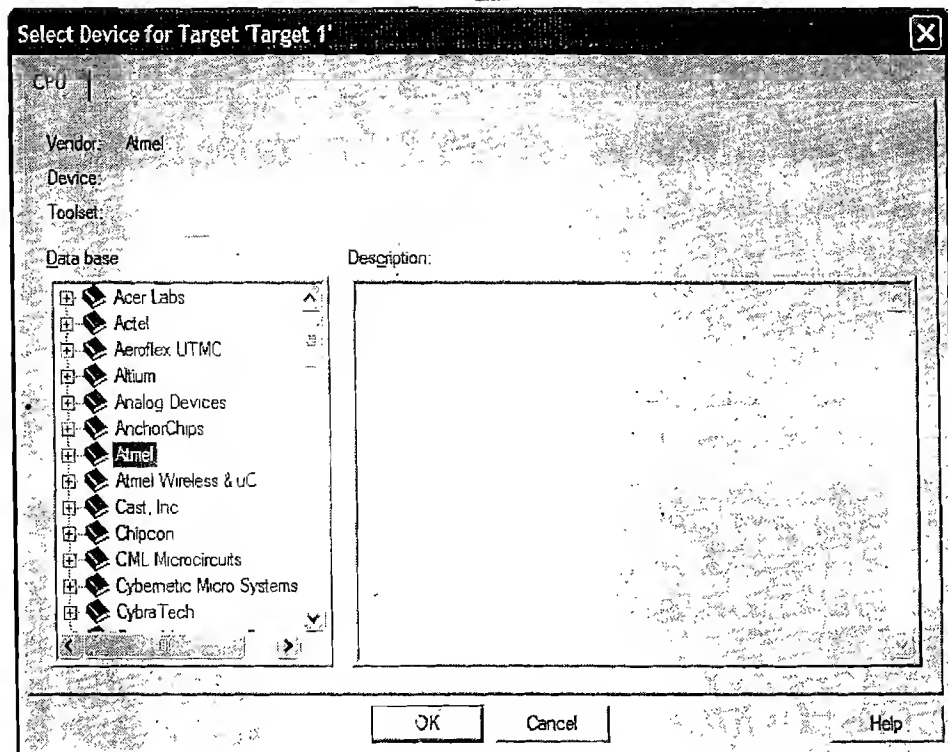 Select Device for Target 'Target 1'
CPU
Vendor: Atmel
Device:
Toolset:
Data base
Description:
Acer Labs
Actel
Aeroflex UTMC
Altium
Analog Devices
AnchorChips
Atmel
Atmel Wireless & uC
Cast, Inc
Chipcon
CML Microcircuits
Cybernetic Micro Systems
CybraTech
OK
Cancel
Help